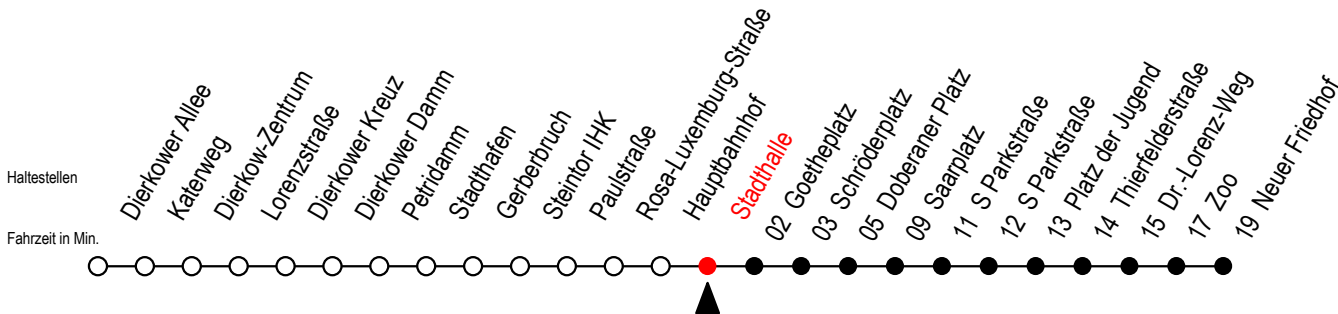 Haltestellen
Fahrzeit in Min.
Dierkower Allee
Katerweg
Dierkow-Zentrum
Lorenzstraße
Dierkower Kreuz
Dierkower Damm
Petridamm
Stadthafen
Gerberbruch
Steintor IHK
Paulstraße
Rosa-Luxemburg-Straße
Hauptbahnhof
Stadthalle
02 Goetheplatz
03 Schröderplatz
05 Doberaner Platz
09 Saarplatz
11 S Parkstraße
12 S Parkstraße
13 Platz der Jugend
14 Thierfelderstraße
15 Dr.-Lorenz-Weg
17 Zoo
19 Neuer Friedhof